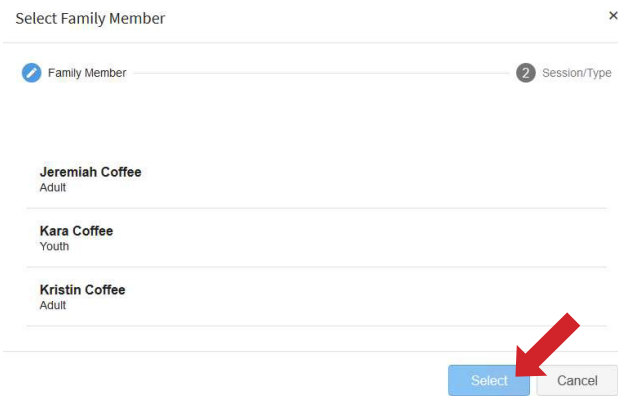 Select Family Member ×
Family Member 2 Session/Type
Jeremiah Coffee
Adult
Kara Coffee
Youth
Kristin Coffee
Adult
Select Cancel